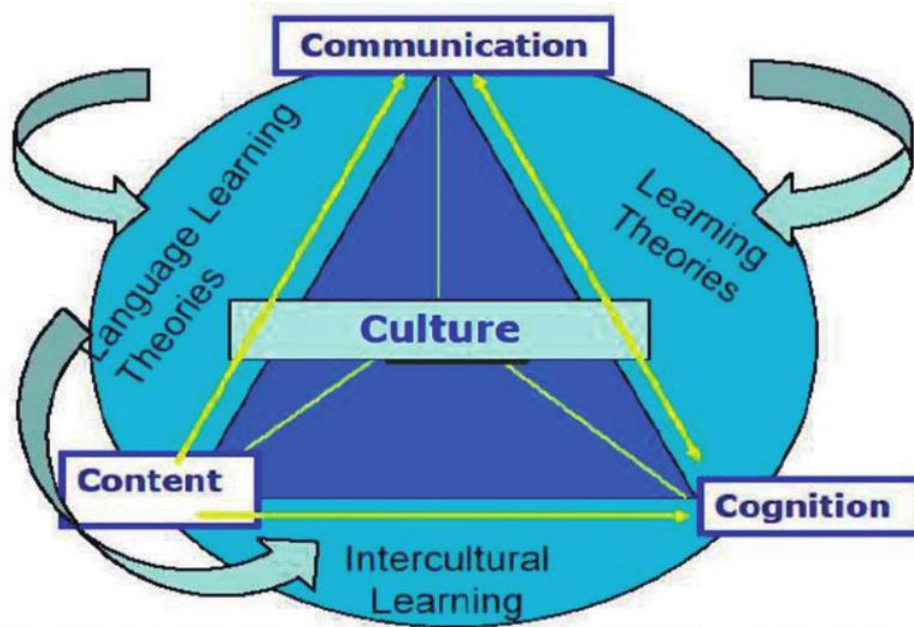 Communication
Language Learning
Theories
Learning
Theories
Culture
Content
Cognition
Intercultural
Learning